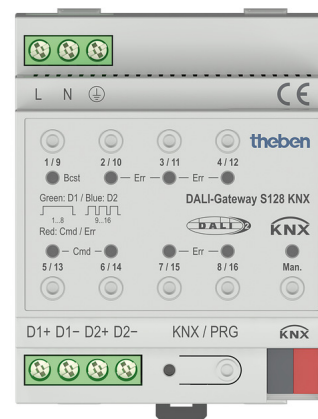 L N
CE
theben
1 / 9 2 / 10 3 / 11 4 / 12
Bcst Err Err
Green: D1 / Blue: D2
DALI-Gateway S128 KNX
1...8 9...16
Red: Cmd / Err
DALI 2
KNX
Cmd Err
5 / 13 6 / 14 7 / 15 8 / 16 Man.
D1+ D1− D2+ D2− KNX / PRG KNX